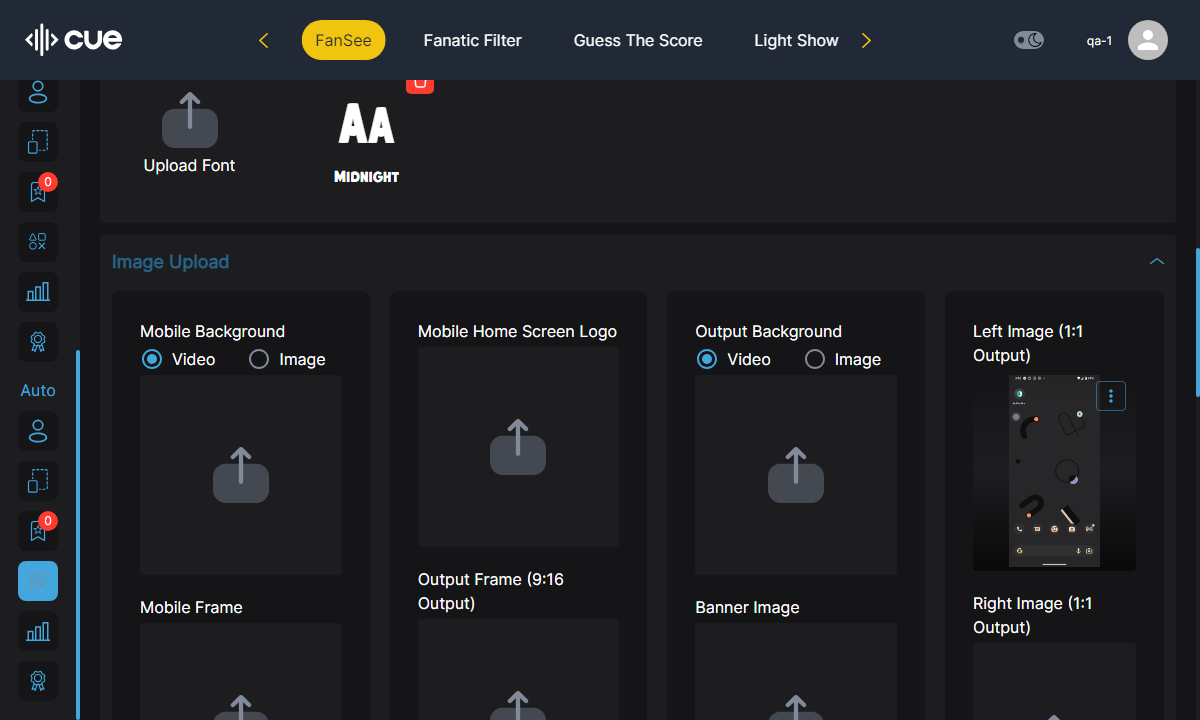 cue
FanSee
Fanatic Filter
Guess The Score
Light Show
qa-1
Upload Font
AA
MIDNIGHT
0
Auto
0
Image Upload
Mobile Background
Video
Image
Mobile Home Screen Logo
Output Background
Video
Image
Left Image (1:1
Output)
Mobile Frame
Output Frame (9:16
Output)
Banner Image
Right Image (1:1
Output)